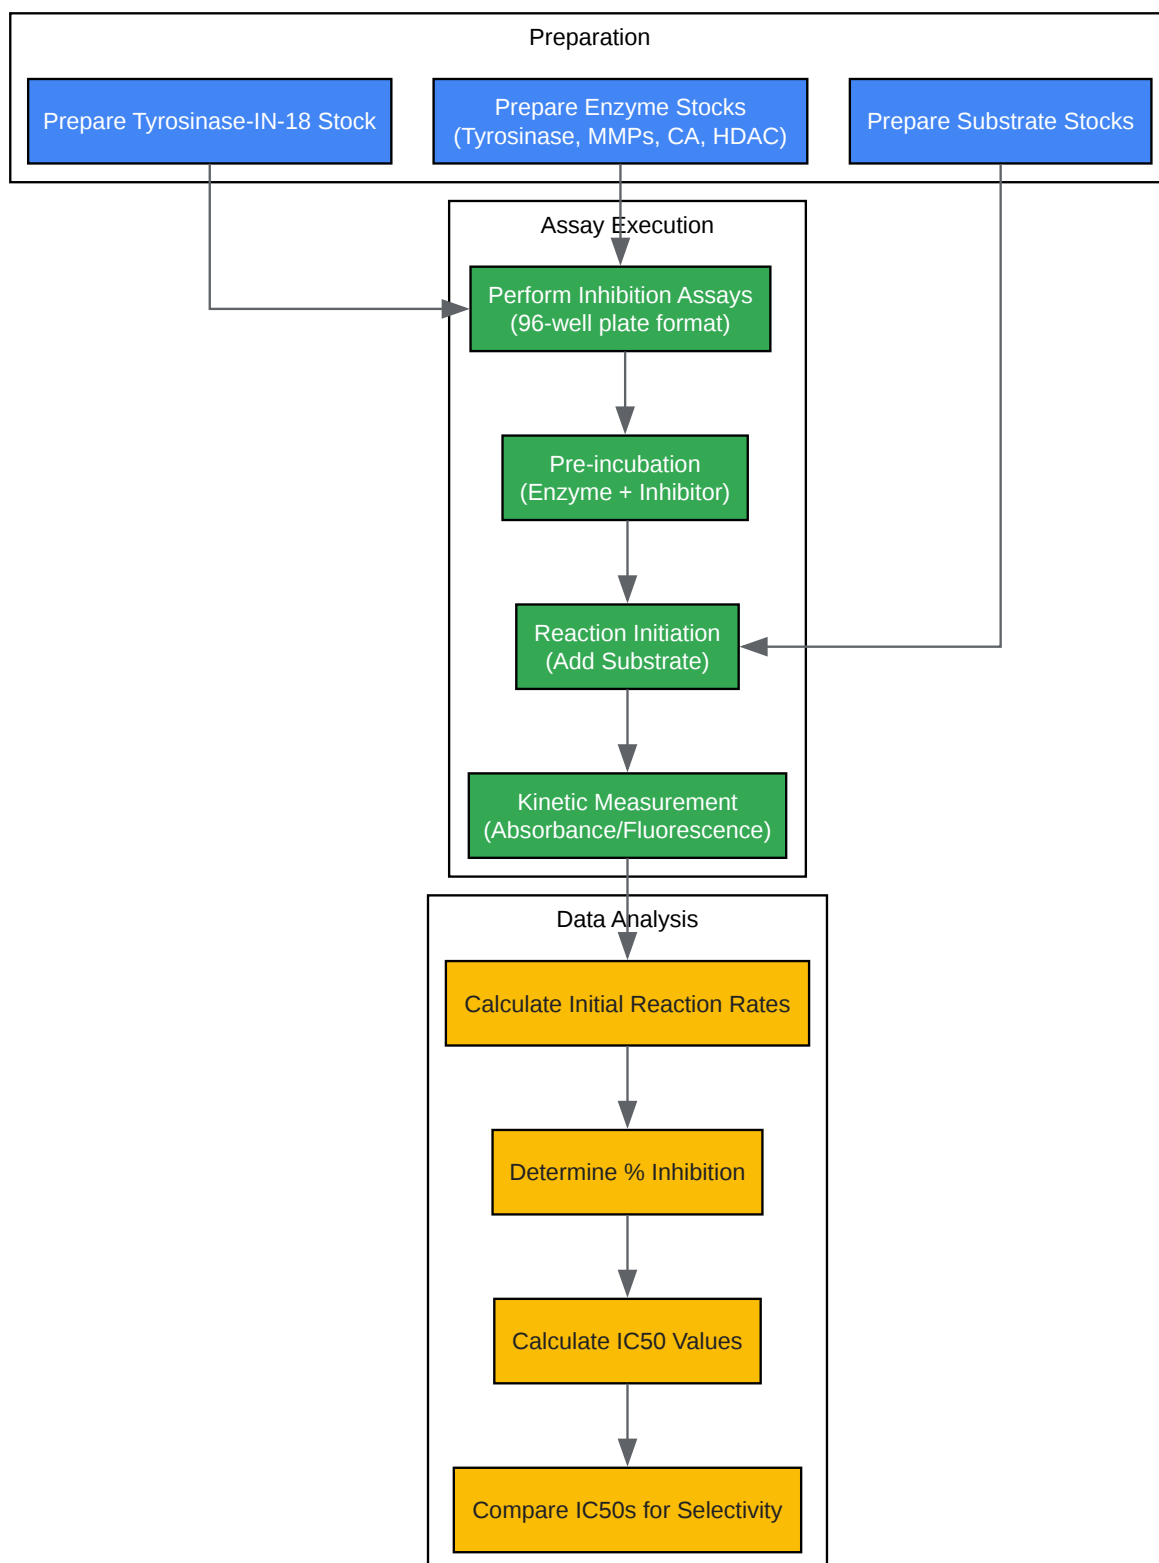 Preparation
Prepare Tyrosinase-IN-18 Stock
Prepare Enzyme Stocks
(Tyrosinase, MMPs, CA, HDAC)
Prepare Substrate Stocks
Assay Execution
Perform Inhibition Assays
(96-well plate format)
Pre-incubation
(Enzyme + Inhibitor)
Reaction Initiation
(Add Substrate)
Kinetic Measurement
(Absorbance/Fluorescence)
Data Analysis
Calculate Initial Reaction Rates
Determine % Inhibition
Calculate IC50 Values
Compare IC50s for Selectivity